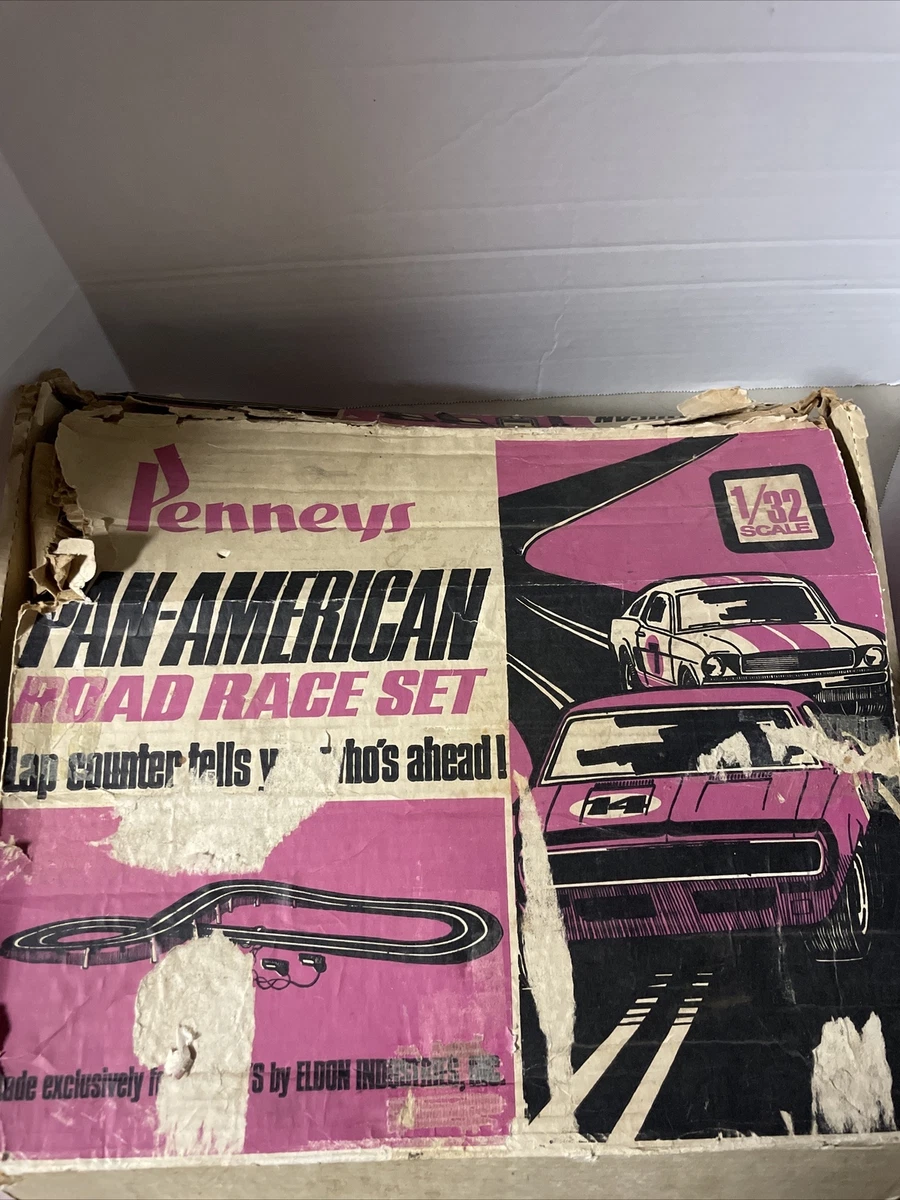 Penneys
PAN-AMERICAN
ROAD RACE SET
Lap counter tells y ho's ahead!
1/32
SCALE
1
14
ade exclusively f S by ELDON INDUSTRIES, INC.